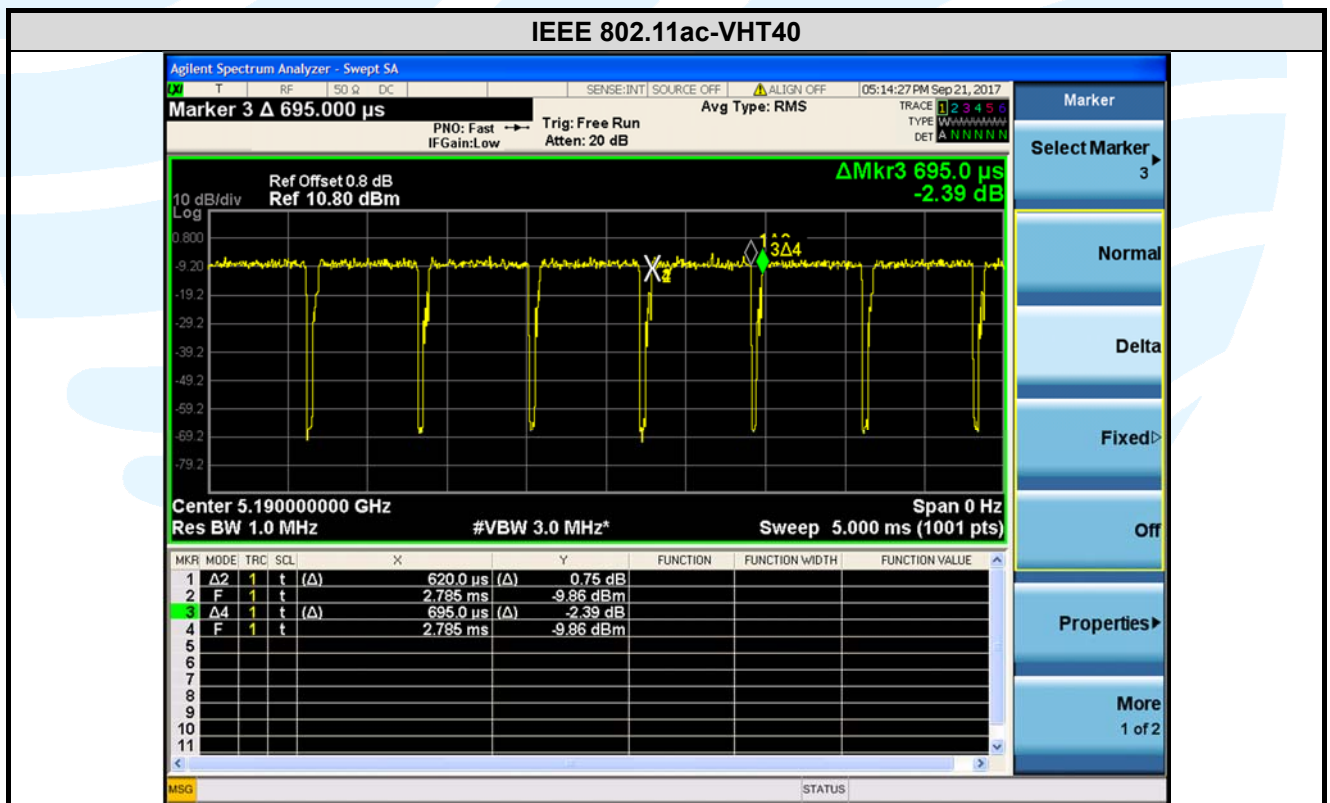 IEEE 802.11ac-VHT40
Agilent Spectrum Analyzer - Swept SA
LXI T RF 50 Ω DC SENSE:INT SOURCE OFF ALIGN OFF 05:14:27 PM Sep 21, 2017
Marker 3 Δ 695.000 µs
PNO: Fast
IFGain:Low
Trig: Free Run
Atten: 20 dB
Avg Type: RMS
TRACE 1 2 3 4 5 6
TYPE W
DET A N N N N N
ΔMkr3 695.0 µs
-2.39 dB
Ref Offset 0.8 dB
10 dB/div Ref 10.80 dBm
Log
0.800
-9.20
-19.2
-29.2
-39.2
-49.2
-59.2
-69.2
-79.2
3Δ4
Center 5.190000000 GHz
Span 0 Hz
Res BW 1.0 MHz
#VBW 3.0 MHz*
Sweep 5.000 ms (1001 pts)
MKR MODE TRC SCL X Y FUNCTION FUNCTION WIDTH FUNCTION VALUE
1 Δ2 1 t (Δ) 620.0 µs (Δ) 0.75 dB
2 F 1 t 2.785 ms -9.86 dBm
3 Δ4 1 t (Δ) 695.0 µs (Δ) -2.39 dB
4 F 1 t 2.785 ms -9.86 dBm
5
6
7
8
9
10
11
MSG
STATUS
Marker
Select Marker
3
Normal
Delta
Fixed
Off
Properties
More
1 of 2